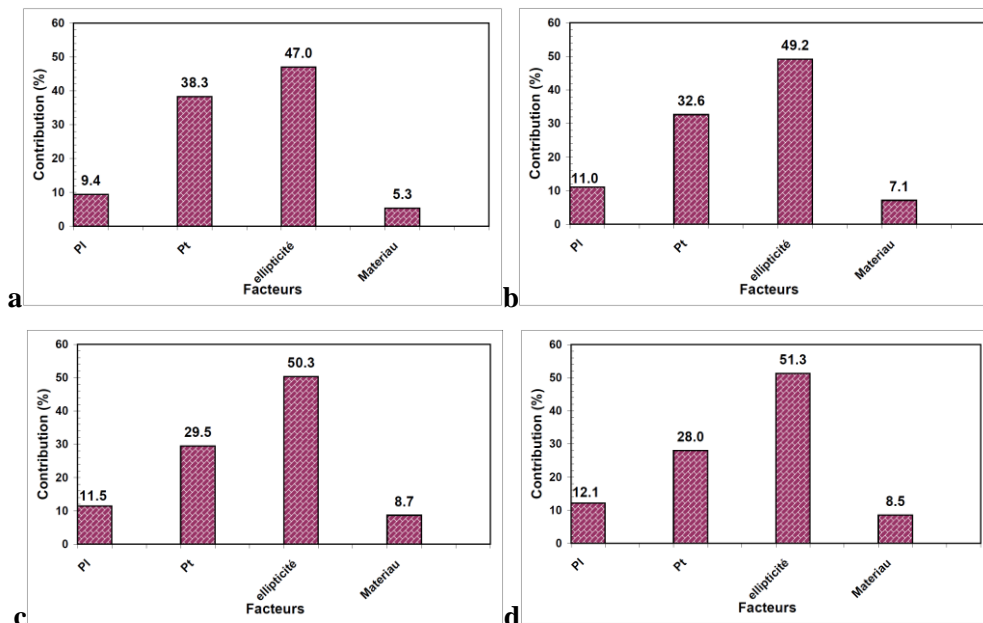 60
50
40
30
20
10
0
Contribution (%)
9.4
38.3
47.0
5.3
Pl
Pt
ellipticité
Materiau
Facteurs
a
60
50
40
30
20
10
0
Contribution (%)
11.0
32.6
49.2
7.1
Pl
Pt
ellipticité
Materiau
Facteurs
b
60
50
40
30
20
10
0
Contribution (%)
11.5
29.5
50.3
8.7
Pl
Pt
ellipticité
Materiau
Facteurs
c
60
50
40
30
20
10
0
Contribution (%)
12.1
28.0
51.3
8.5
Pl
Pt
ellipticité
Materiau
Facteurs
d